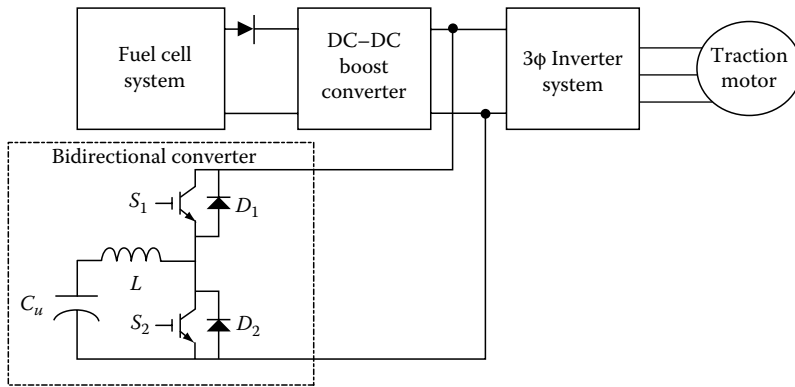 Fuel cell
system
DC–DC
boost
converter
3ϕ Inverter
system
Traction
motor
Bidirectional converter
S1
D1
L
Cu
S2
D2